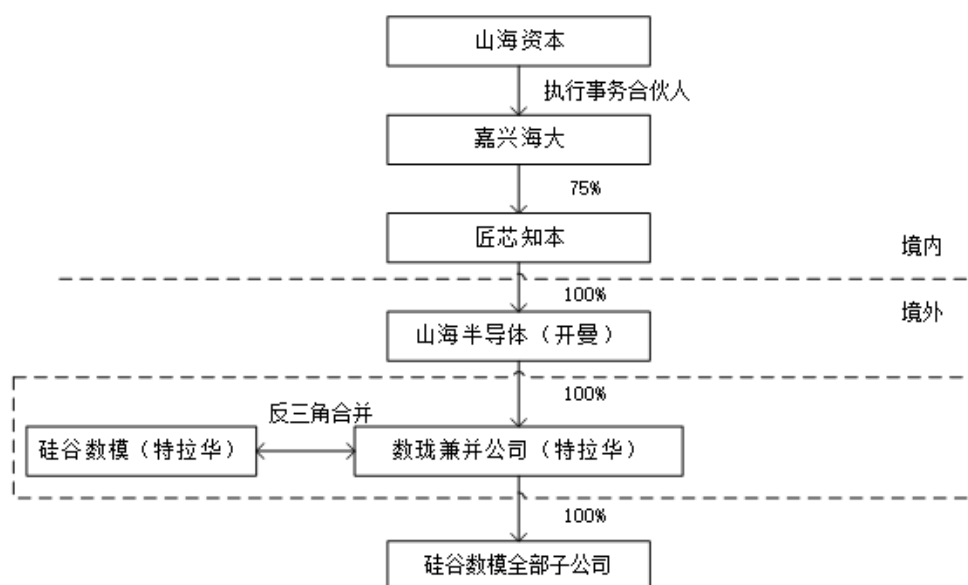 山海资本
执行事务合伙人
嘉兴海大
75%
匠芯知本
境内
100%
境外
山海半导体（开曼）
100%
反三角合并
硅谷数模（特拉华）
数珑兼并公司（特拉华）
100%
硅谷数模全部子公司